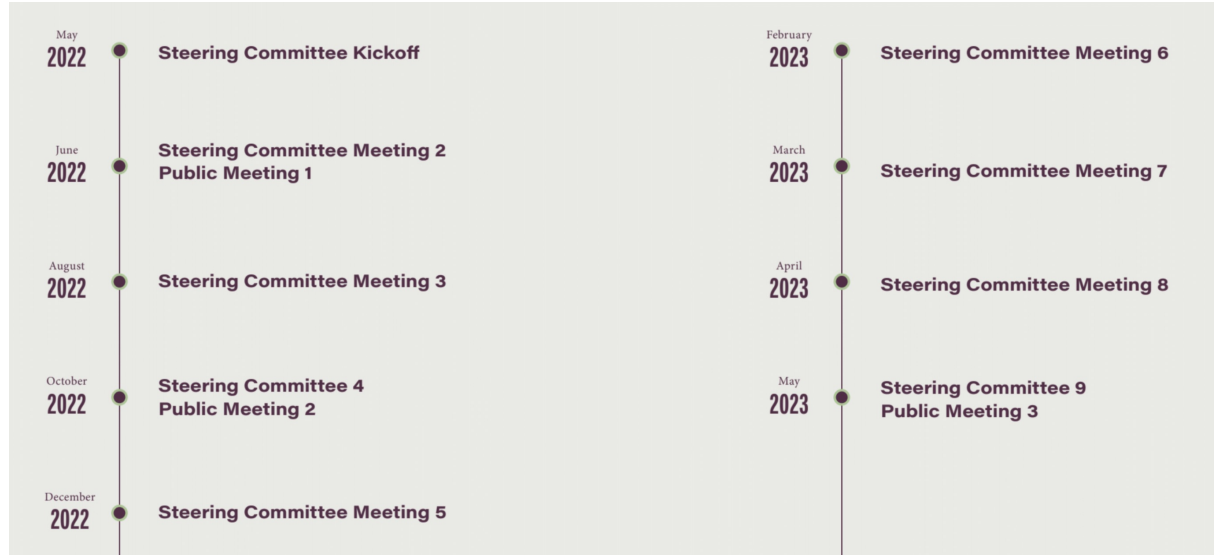 May
2022
Steering Committee Kickoff
June
2022
Steering Committee Meeting 2
Public Meeting 1
August
2022
Steering Committee Meeting 3
October
2022
Steering Committee 4
Public Meeting 2
December
2022
Steering Committee Meeting 5
February
2023
Steering Committee Meeting 6
March
2023
Steering Committee Meeting 7
April
2023
Steering Committee Meeting 8
May
2023
Steering Committee 9
Public Meeting 3